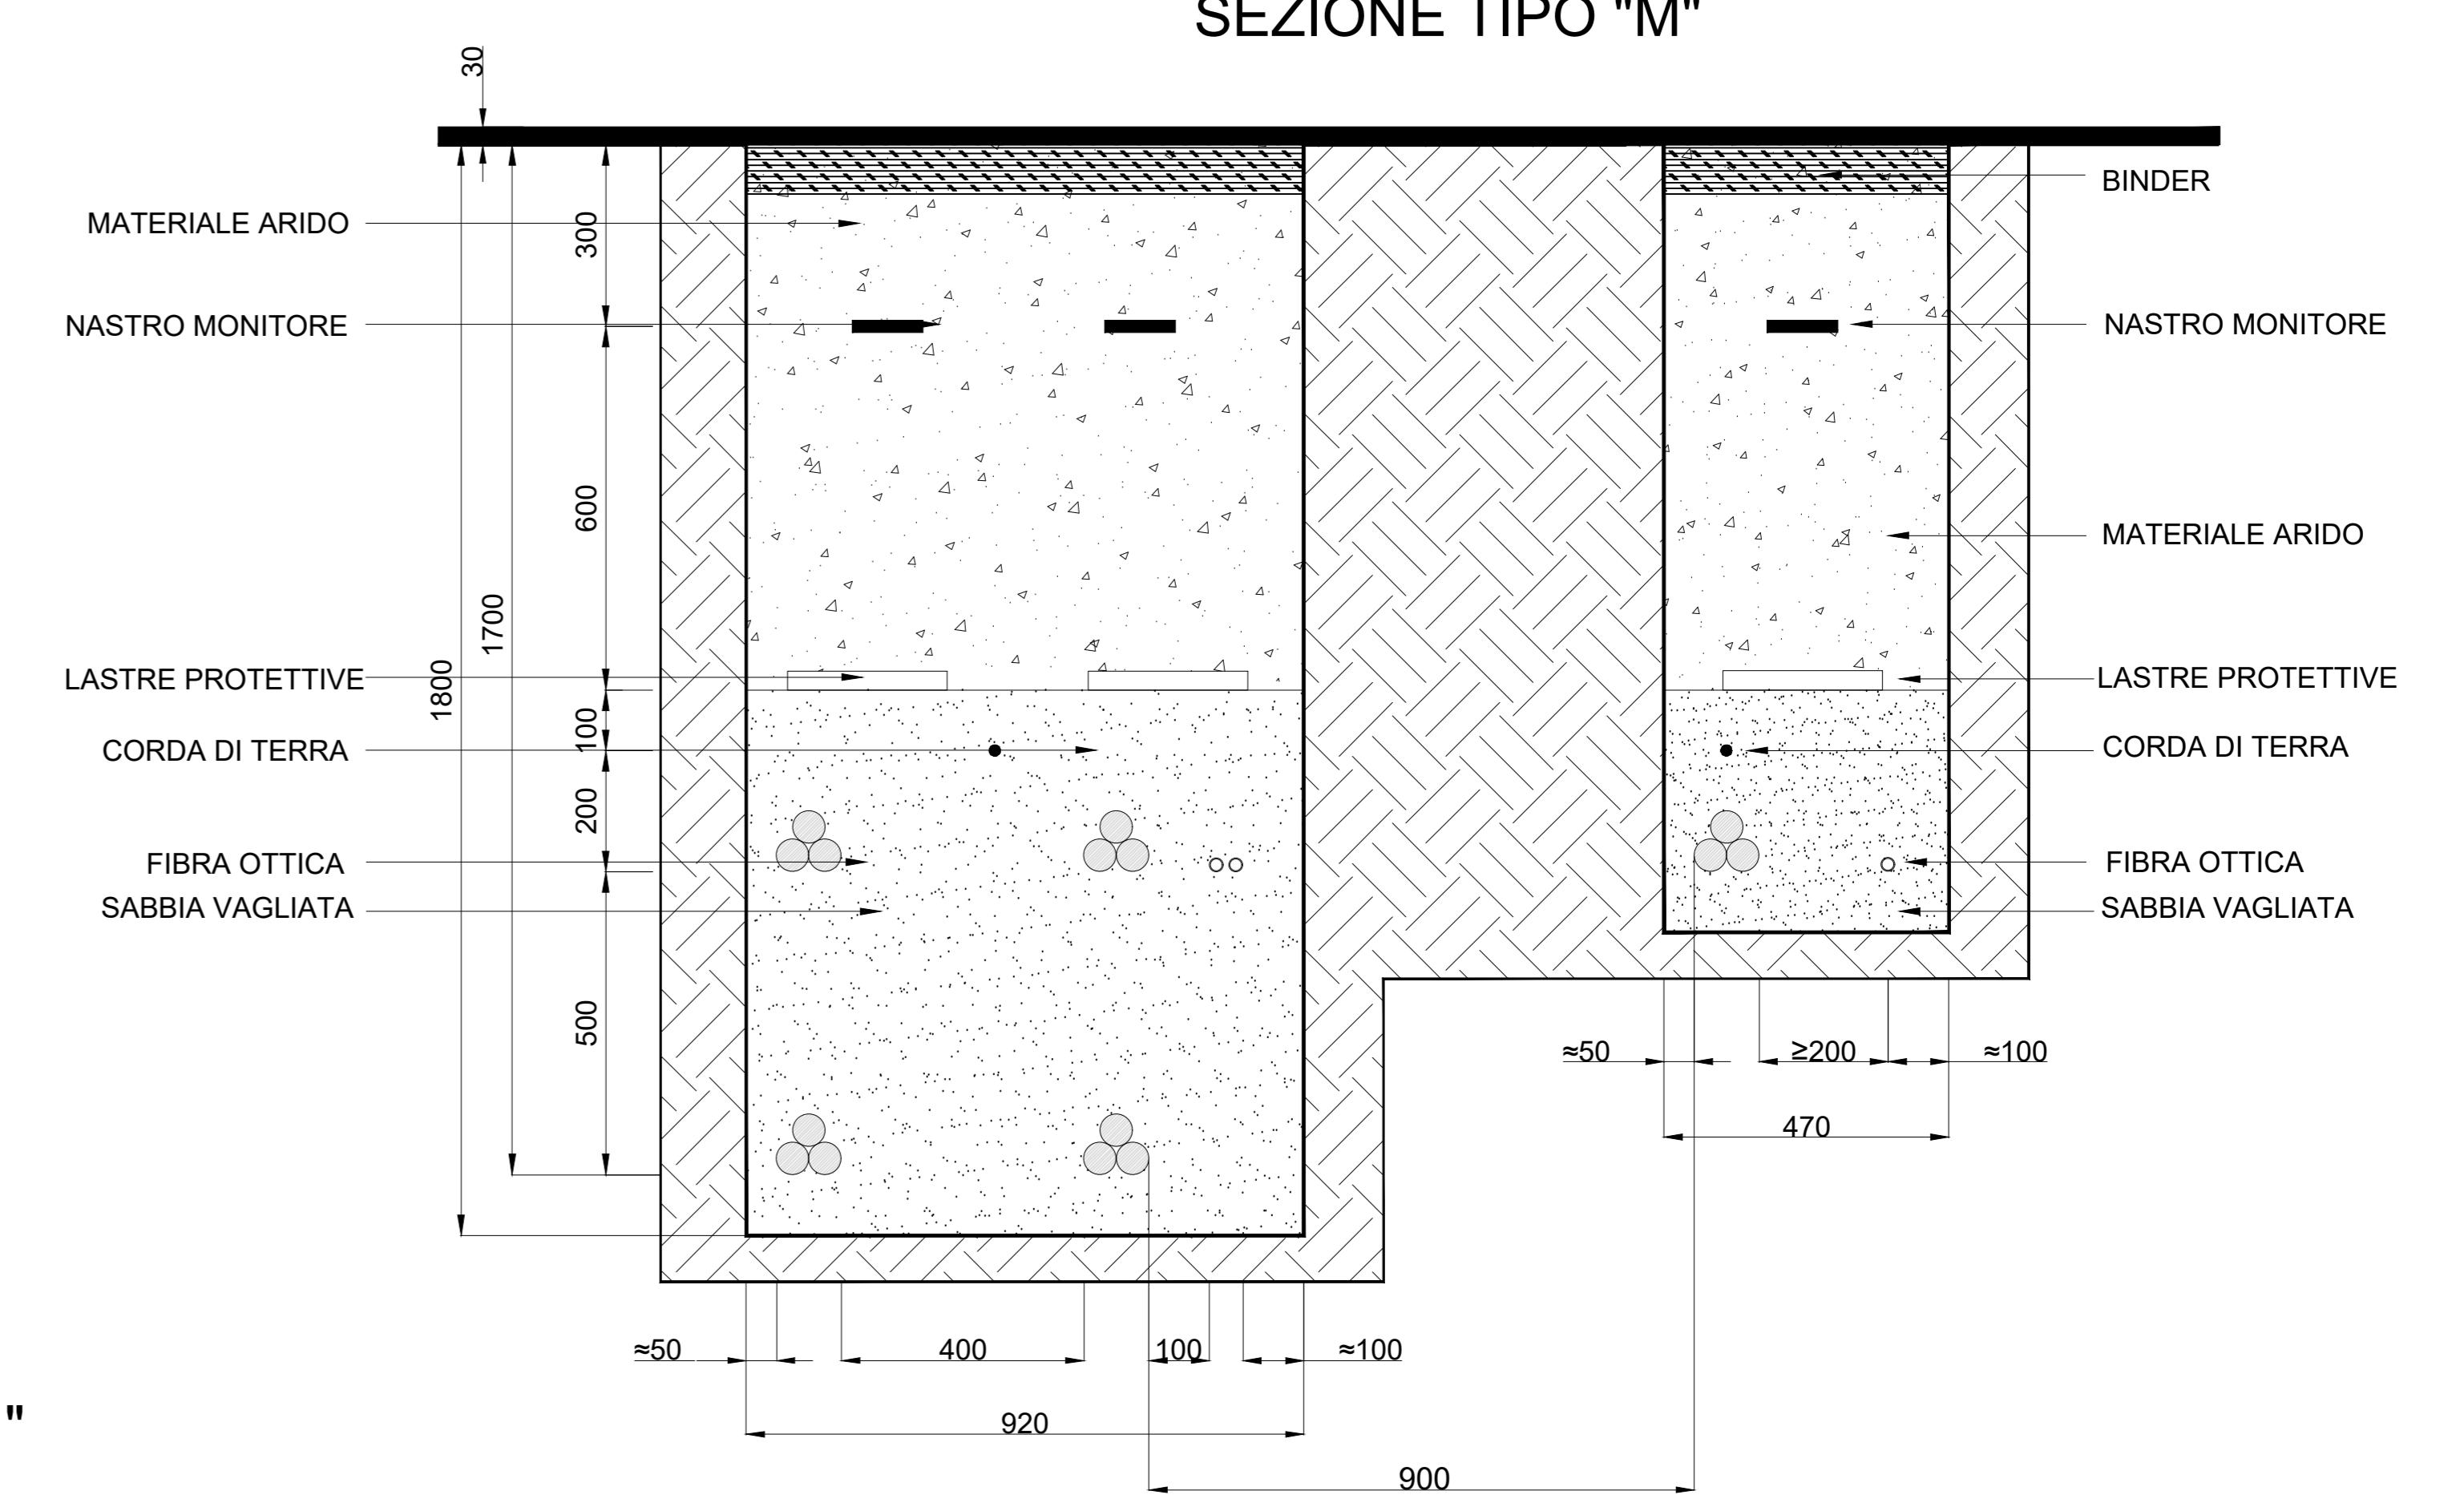 SEZIONE TIPO "M"
30
MATERIALE ARIDO
300
BINDER
NASTRO MONITORE
NASTRO MONITORE
600
MATERIALE ARIDO
1700
1800
LASTRE PROTETTIVE
LASTRE PROTETTIVE
100
CORDA DI TERRA
CORDA DI TERRA
200
FIBRA OTTICA
FIBRA OTTICA
SABBIA VAGLIATA
SABBIA VAGLIATA
500
≈50
≥200
≈100
470
≈50
400
100
≈100
920
"
900